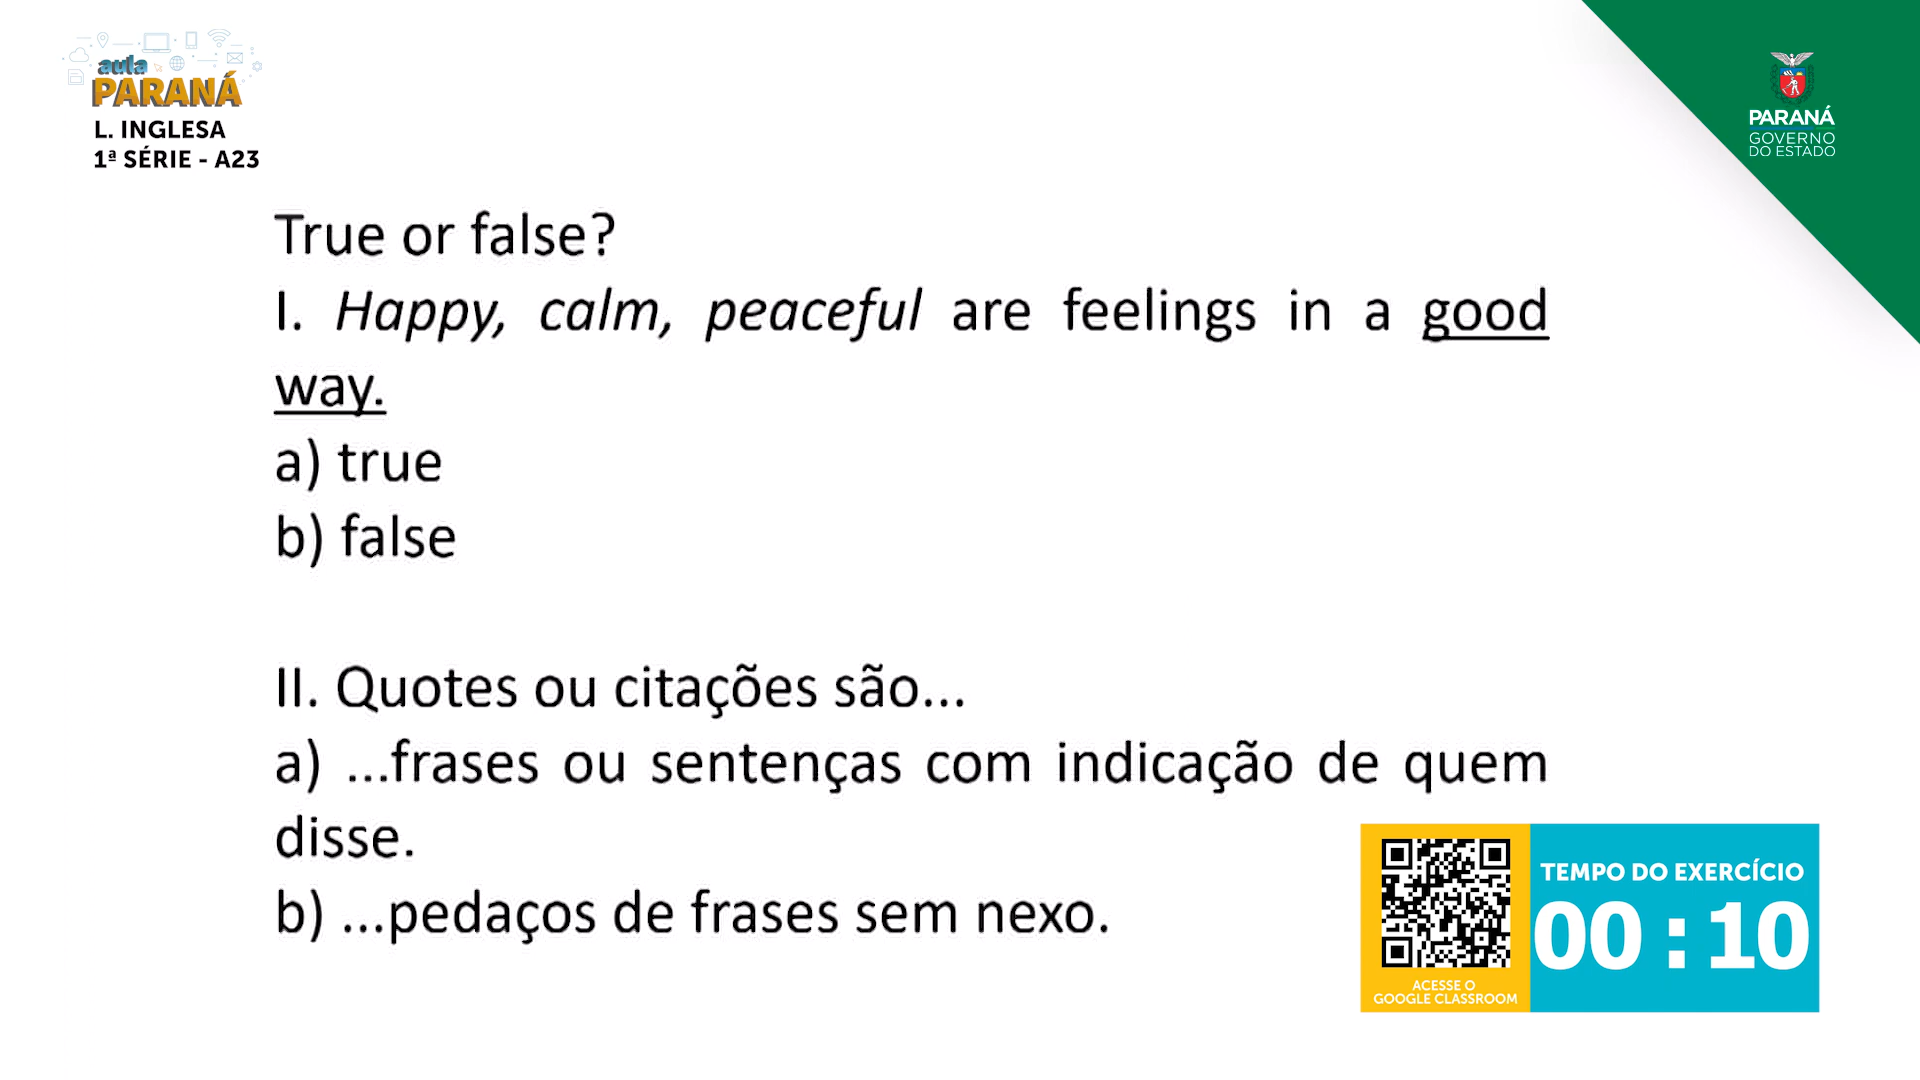 aula
PARANÁ
L. INGLESA
1ª SÉRIE - A23
PARANÁ
GOVERNO
DO ESTADO
True or false?
I. Happy, calm, peaceful are feelings in a good
way.
a) true
b) false
II. Quotes ou citações são...
a) ...frases ou sentenças com indicação de quem
disse.
b) ...pedaços de frases sem nexo.
ACESSE O
GOOGLE CLASSROOM
TEMPO DO EXERCÍCIO
00 : 10